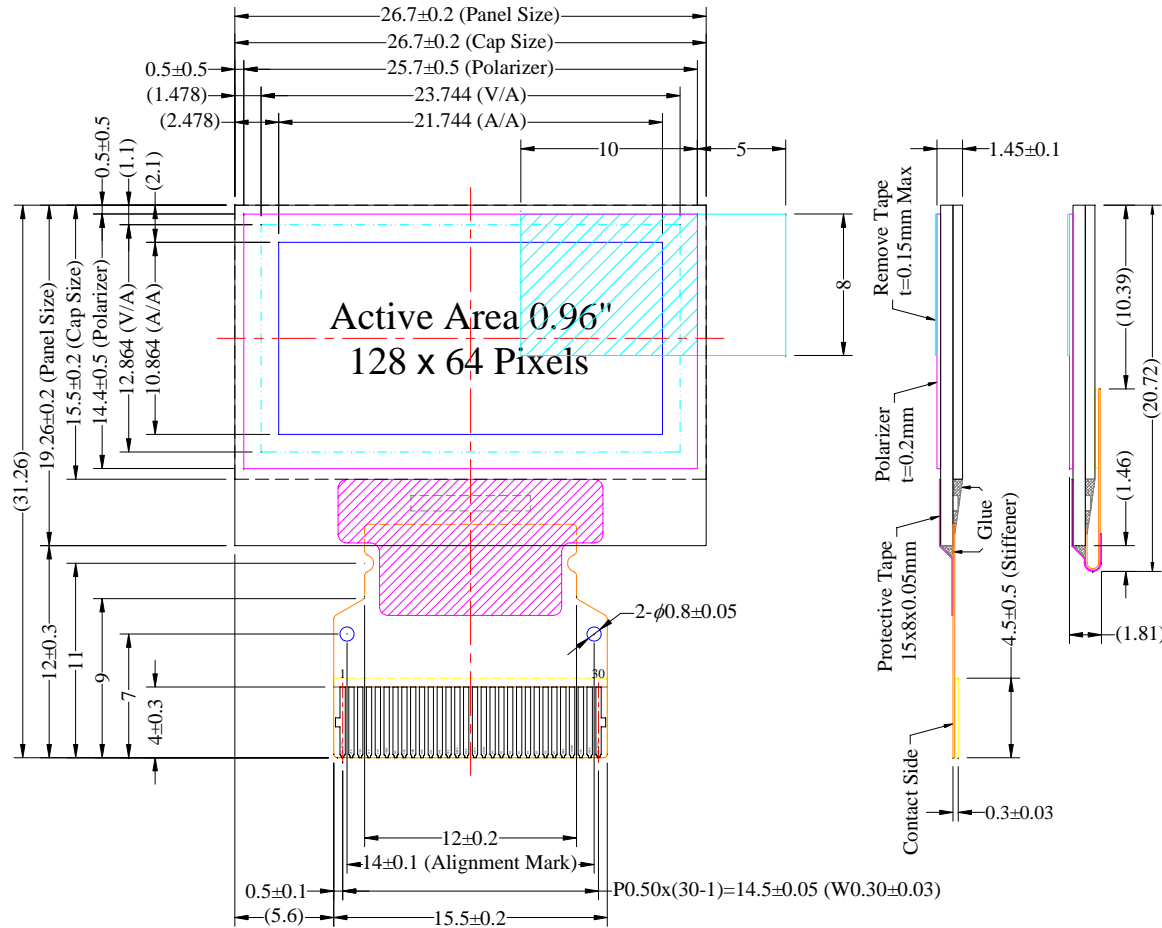 26.7±0.2 (Panel Size)
26.7±0.2 (Cap Size)
0.5±0.5
25.7±0.5 (Polarizer)
(1.478)
23.744 (V/A)
(2.478)
21.744 (A/A)
0.5±0.5
(1.1)
(2.1)
10
5
1.45±0.1
8
Active Area 0.96"
128 x 64 Pixels
(31.26)
19.26±0.2 (Panel Size)
15.5±0.2 (Cap Size)
14.4±0.5 (Polarizer)
12.864 (V/A)
10.864 (A/A)
Remove Tape
t=0.15mm Max
Polarizer
t=0.2mm
Protective Tape
15x8x0.05mm
Glue
4.5±0.5 (Stiffener)
Contact Side
(10.39)
(20.72)
(1.46)
(1.81)
0.3±0.03
2-ϕ0.8±0.05
12±0.3
11
9
7
4±0.3
1
30
12±0.2
14±0.1 (Alignment Mark)
0.5±0.1
P0.50x(30-1)=14.5±0.05 (W0.30±0.03)
(5.6)
15.5±0.2